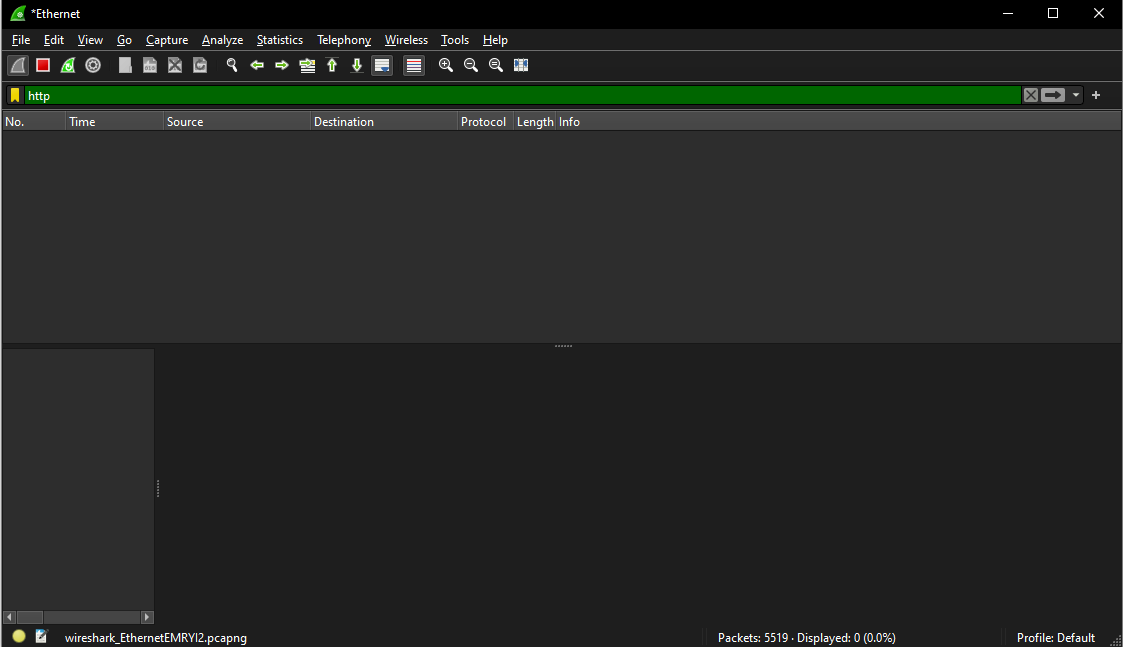 *Ethernet
File Edit View Go Capture Analyze Statistics Telephony Wireless Tools Help
http
No. Time Source Destination Protocol Length Info
wireshark_EthernetEMRYI2.pcapng Packets: 5519 · Displayed: 0 (0.0%) Profile: Default